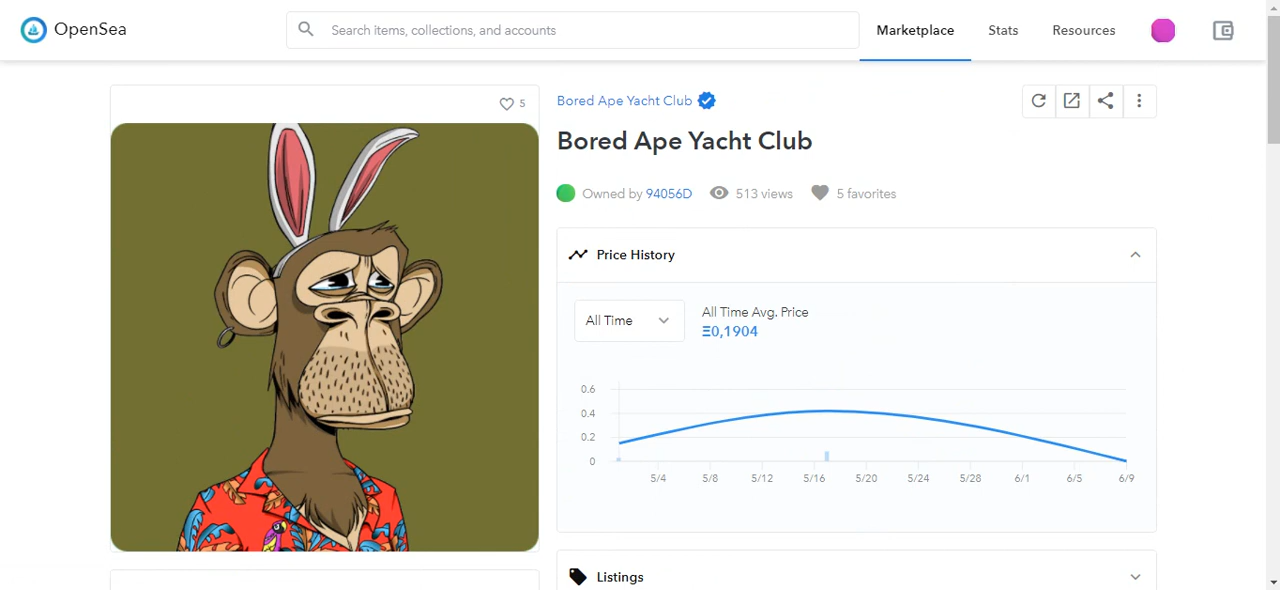 OpenSea
Search items, collections, and accounts
Marketplace
Stats
Resources
5
Bored Ape Yacht Club
Bored Ape Yacht Club
Owned by 94056D
513 views
5 favorites
Price History
All Time
All Time Avg. Price
Ξ0,1904
0.6
0.4
0.2
0
5/4 5/8 5/12 5/16 5/20 5/24 5/28 6/1 6/5 6/9
Listings